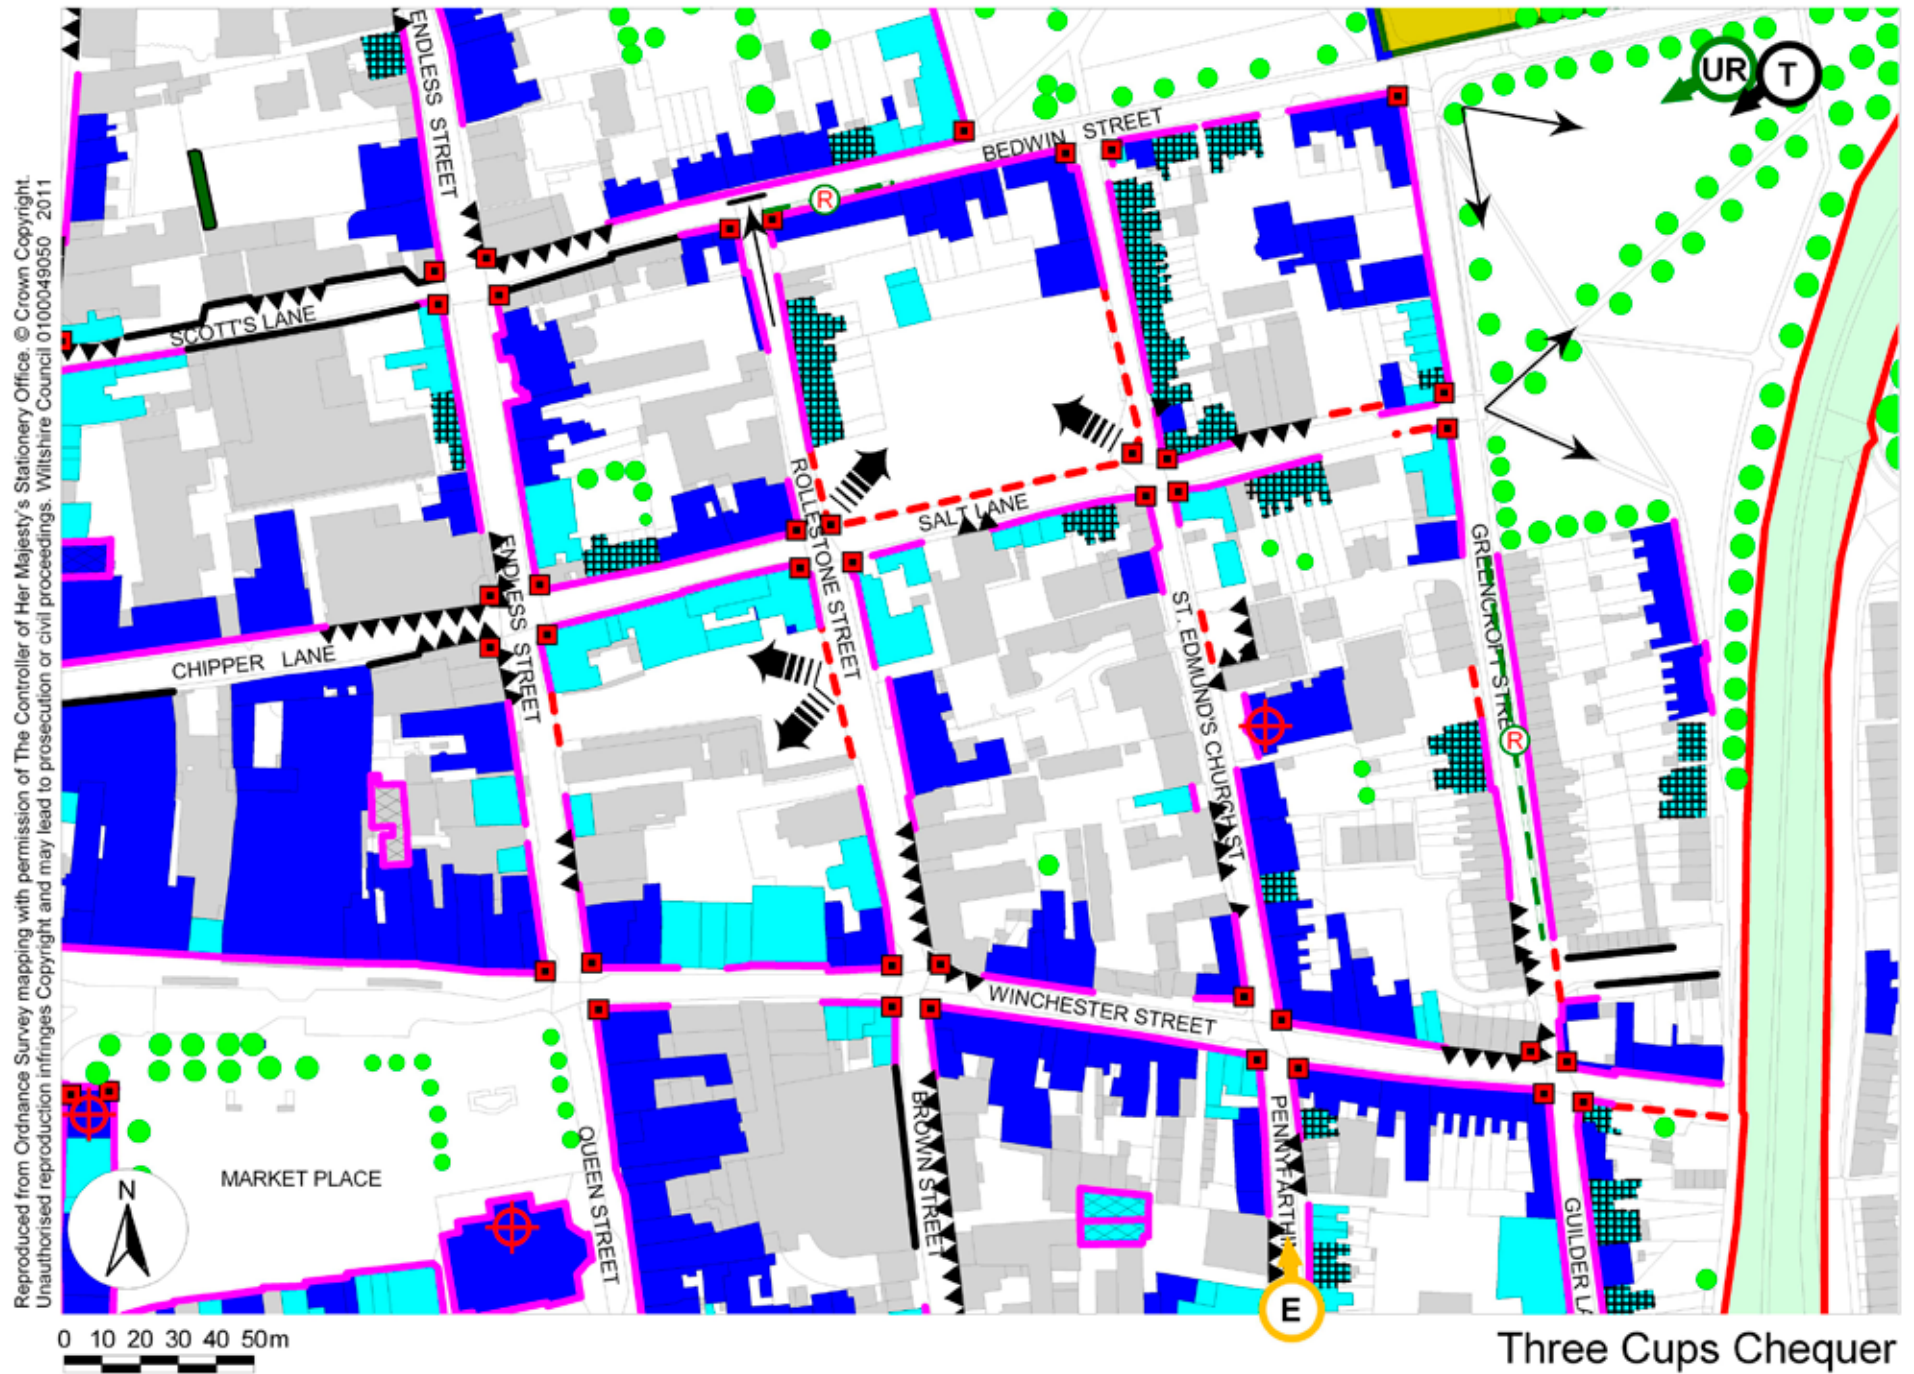 Reproduced from Ordnance Survey mapping with permission of The Controller of Her Majesty's Stationery Office. © Crown Copyright.
Unauthorised reproduction infringes Copyright and may lead to prosecution or civil proceedings. Wiltshire Council 0100049050 2011
ENDLESS STREET
UR
T
BEDWIN STREET
R
SCOTT'S LANE
ROLLESTONE STREET
SALT LANE
ENDLESS STREET
GREENCROFT STREET
CHIPPER LANE
ST. EDMUND'S CHURCH ST.
R
WINCHESTER STREET
BROWN STREET
PENNYFARTHI
QUEEN STREET
MARKET PLACE
N
GUILDER LA
E
0 10 20 30 40 50m
Three Cups Chequer